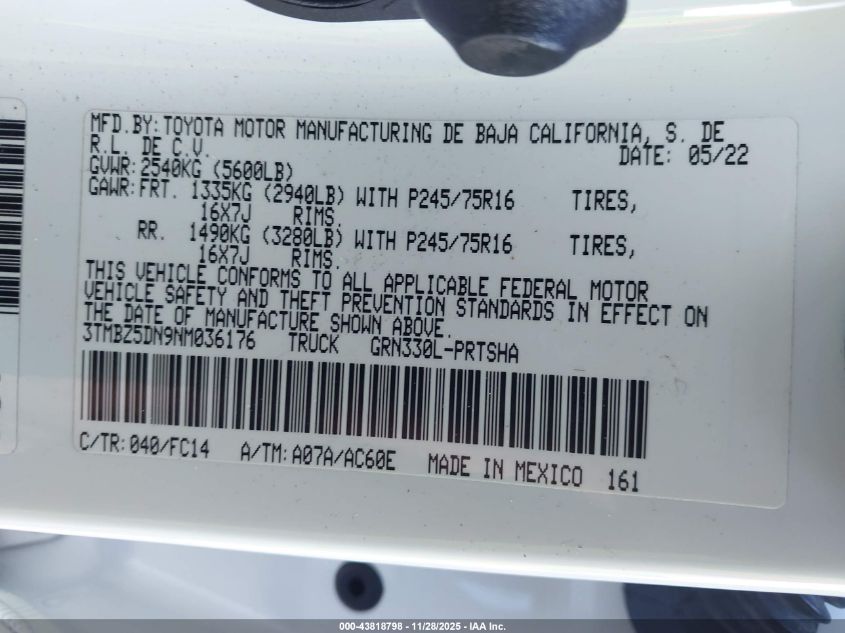 MFD.BY:TOYOTA MOTOR MANUFACTURING DE BAJA CALIFORNIA, S. DE
R.L. DE C.V. DATE: 05/22
GVWR:2540KG (5600LB)
GAWR:FRT. 1335KG (2940LB) WITH P245/75R16 TIRES,
16X7J RIMS.
RR. 1490KG (3280LB) WITH P245/75R16 TIRES,
16X7J RIMS.
THIS VEHICLE CONFORMS TO ALL APPLICABLE FEDERAL MOTOR
VEHICLE SAFETY AND THEFT PREVENTION STANDARDS IN EFFECT ON
THE DATE OF MANUFACTURE SHOWN ABOVE.
3TMBZ5DN9NM036176 TRUCK GRN330L-PRTSHA
C/TR:040/FC14 A/TM:A07A/AC60E MADE IN MEXICO 161
000-43818798 - 11/28/2025 - IAA Inc.